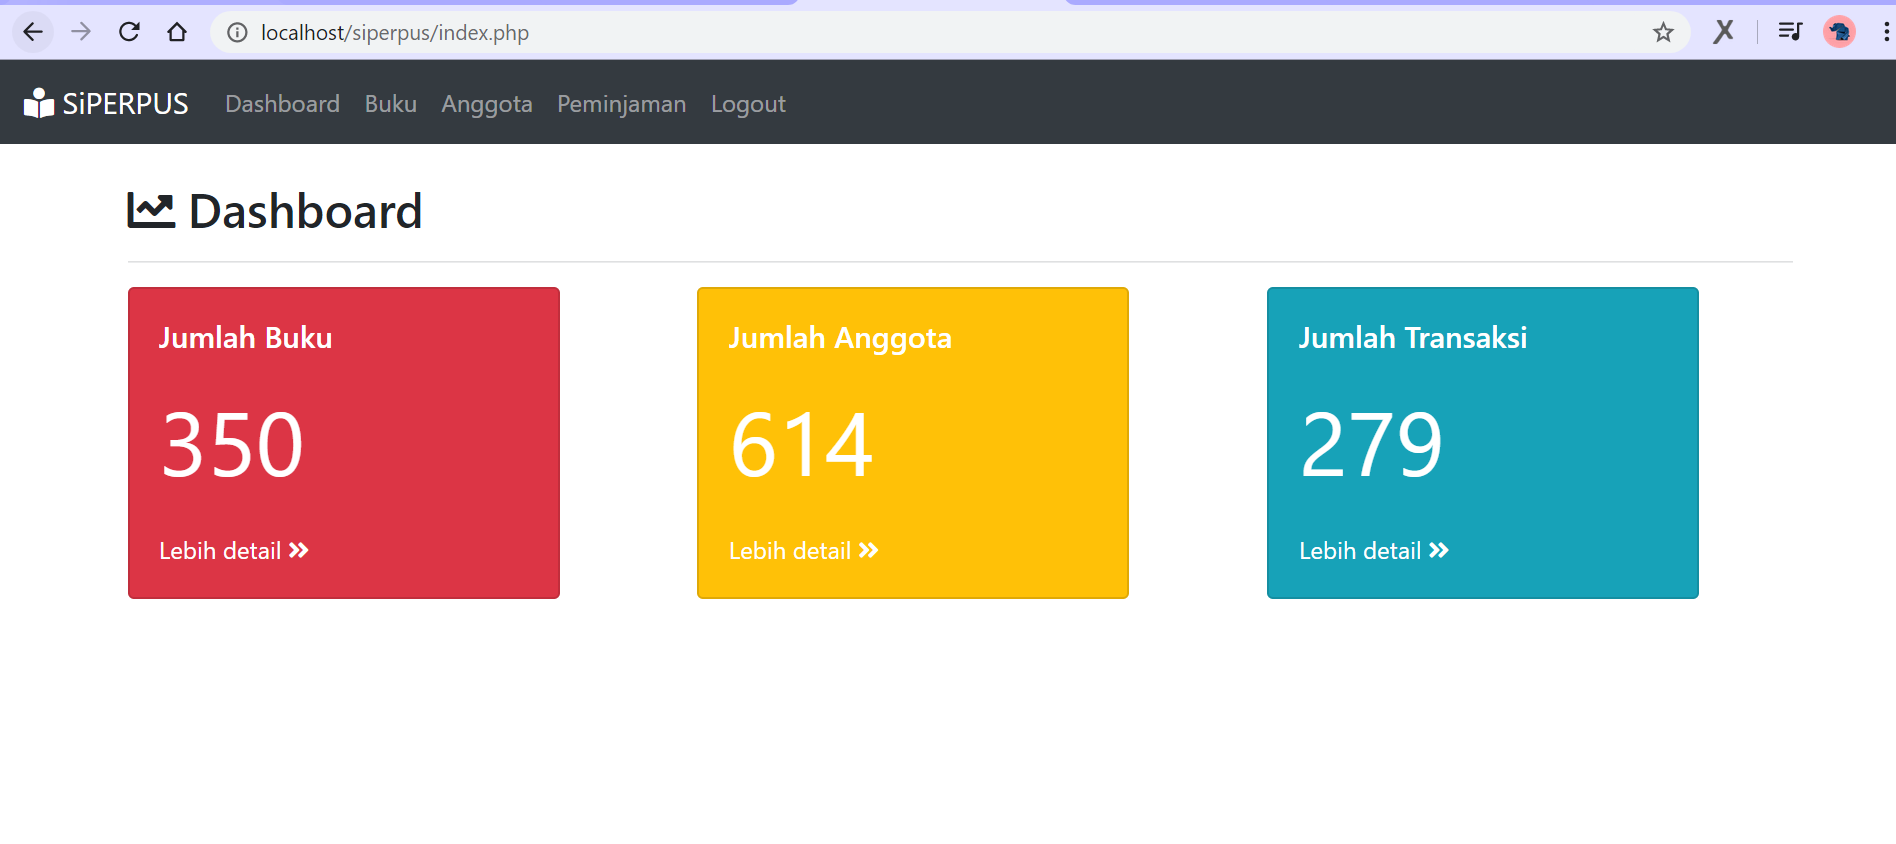 localhost/siperpus/index.php
SiPERPUS Dashboard Buku Anggota Peminjaman Logout
Dashboard
Jumlah Buku
350
Lebih detail
Jumlah Anggota
614
Lebih detail
Jumlah Transaksi
279
Lebih detail